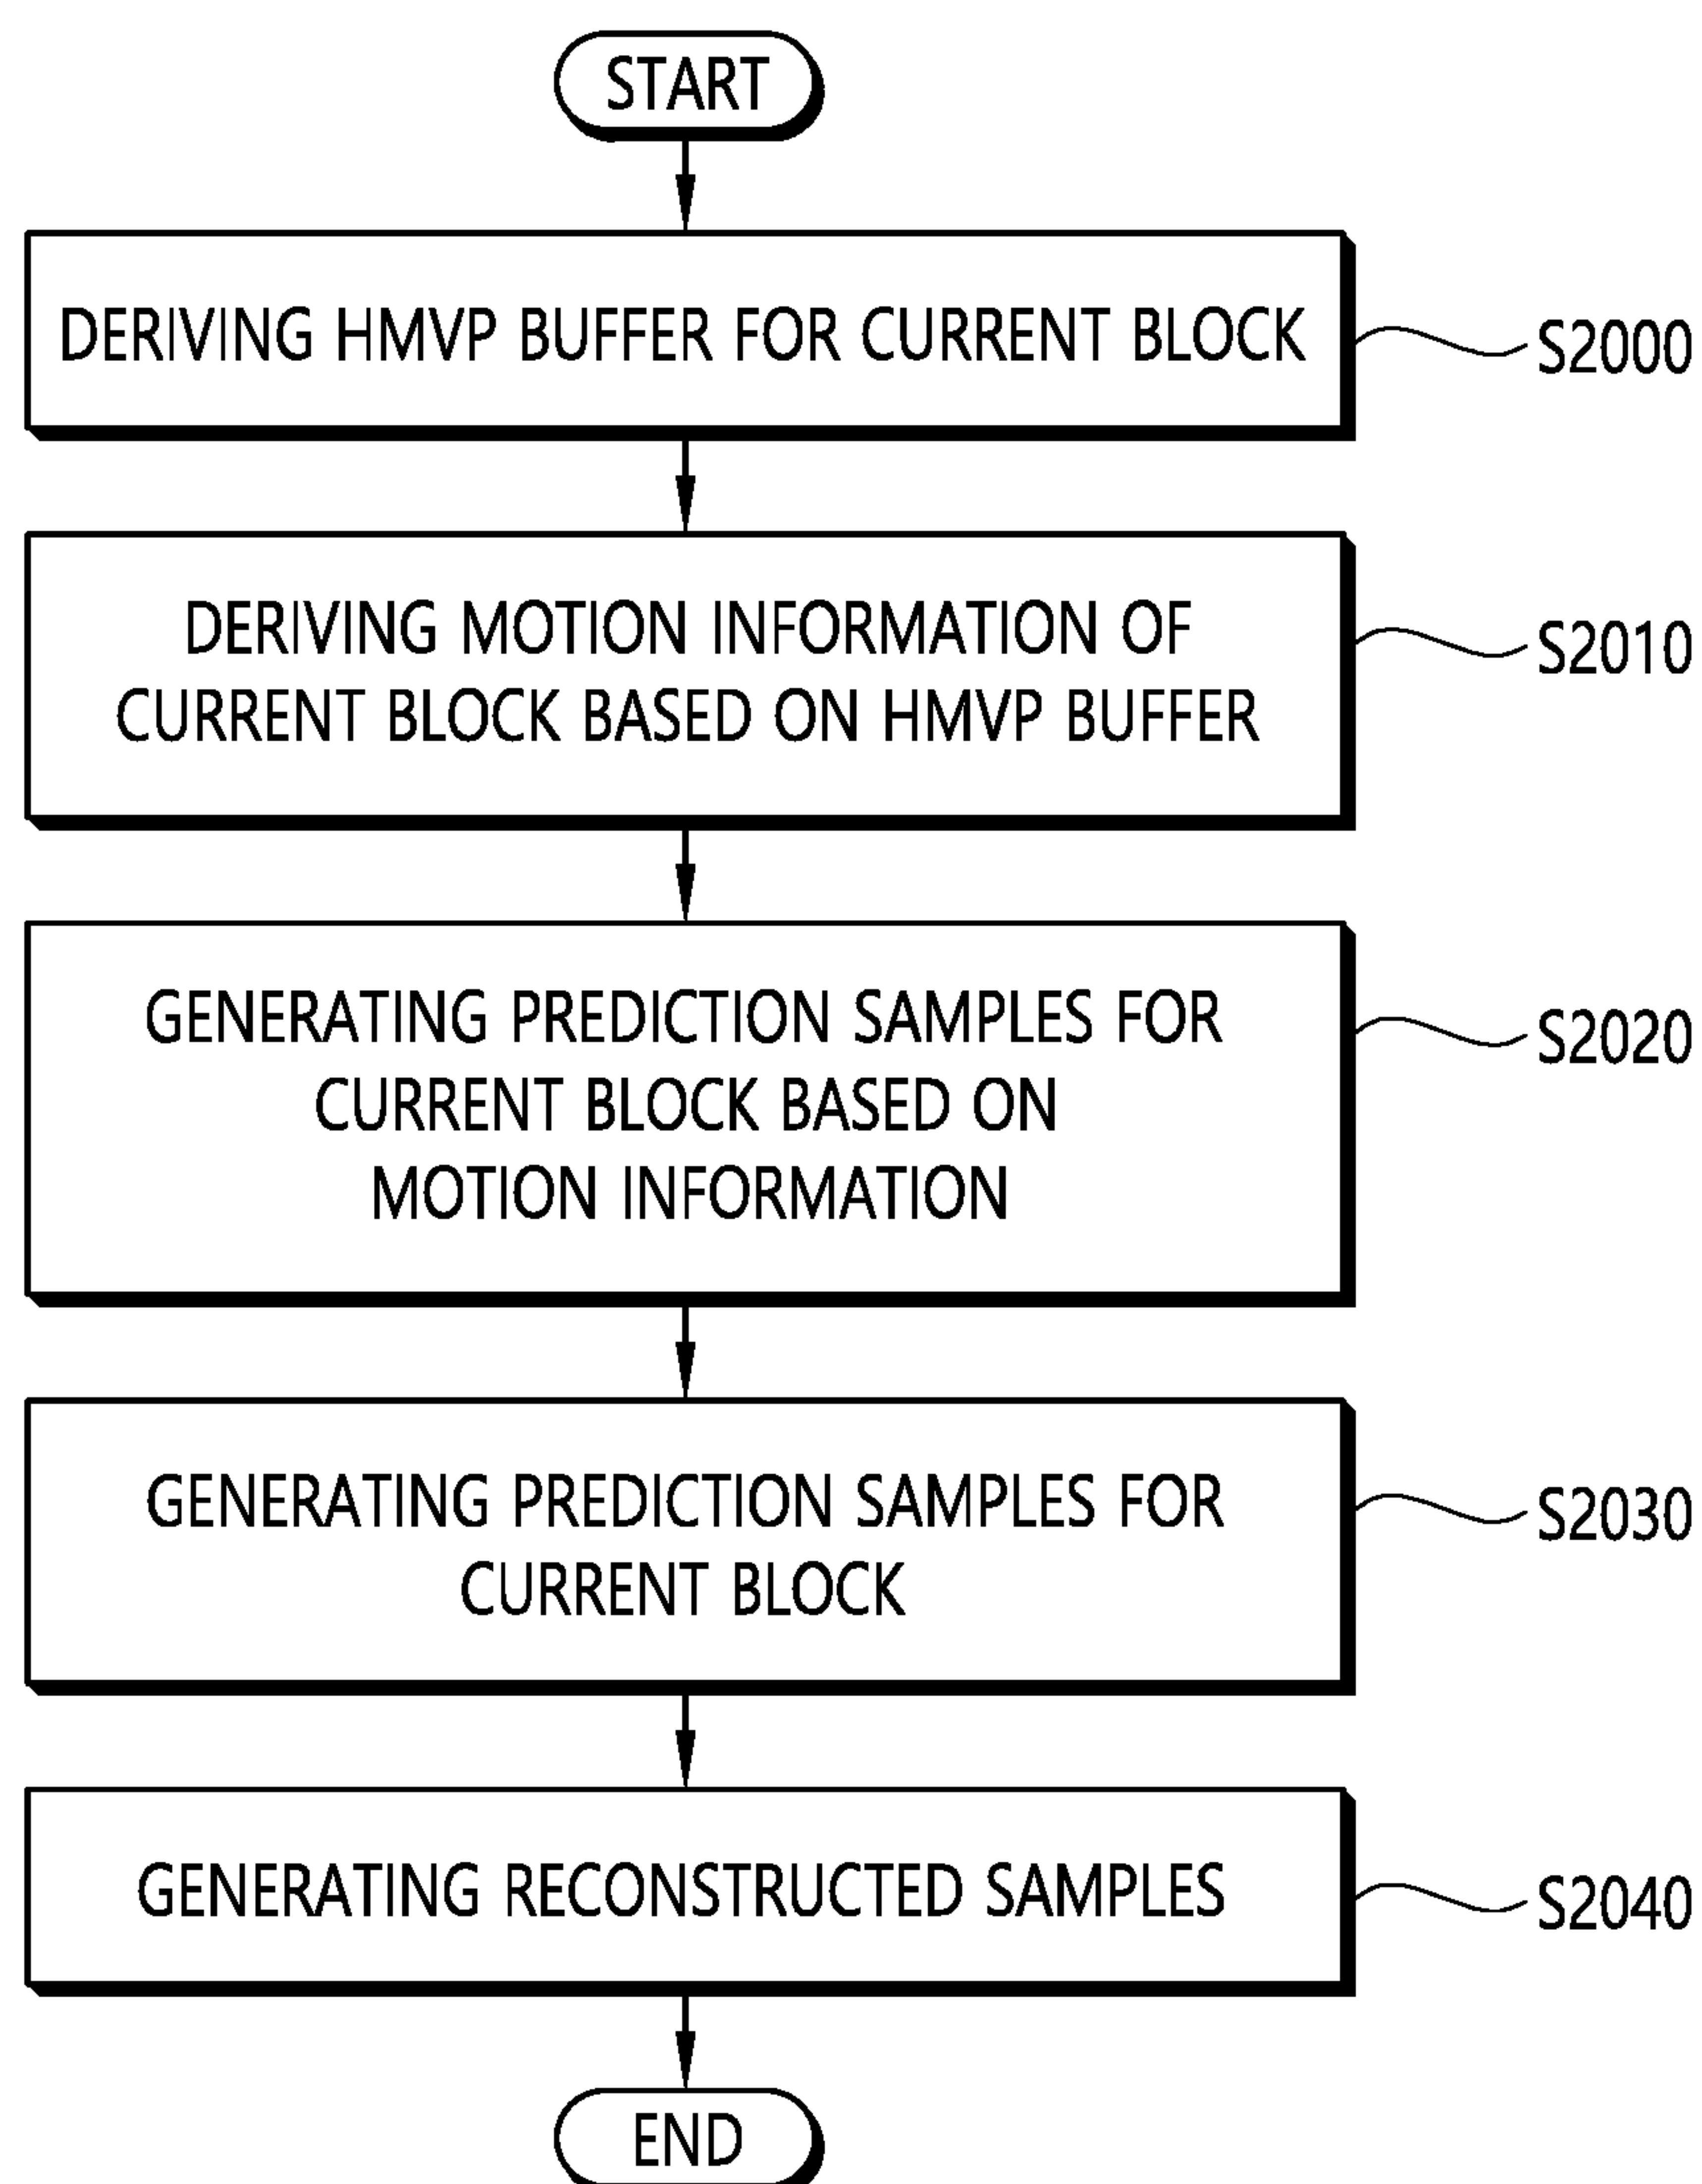 START
DERIVING HMVP BUFFER FOR CURRENT BLOCK
S2000
DERIVING MOTION INFORMATION OF
CURRENT BLOCK BASED ON HMVP BUFFER
S2010
GENERATING PREDICTION SAMPLES FOR
CURRENT BLOCK BASED ON
MOTION INFORMATION
S2020
GENERATING PREDICTION SAMPLES FOR
CURRENT BLOCK
S2030
GENERATING RECONSTRUCTED SAMPLES
S2040
END